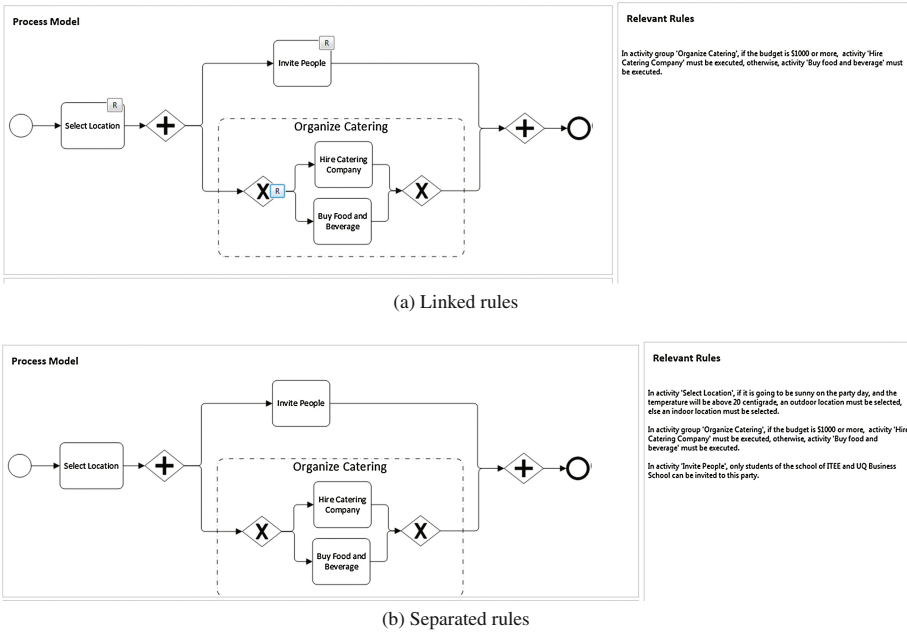 Process Model
R
Invite People
R
Select Location
Organize Catering
Hire Catering
Company
X
R
X
Buy Food and
Beverage
Relevant Rules
In activity group 'Organize Catering', if the budget is $1000 or more, activity 'Hire
Catering Company' must be executed, otherwise, activity 'Buy food and beverage' must
be executed.
(a) Linked rules
Process Model
Invite People
Select Location
Organize Catering
Hire Catering
Company
X
X
Buy Food and
Beverage
Relevant Rules
In activity 'Select Location', if it is going to be sunny on the party day, and the
temperature will be above 20 centigrade, an outdoor location must be selected,
else an indoor location must be selected.
In activity group 'Organize Catering', if the budget is $1000 or more, activity 'Hire
Catering Company' must be executed, otherwise, activity 'Buy food and
beverage' must be executed.
In activity 'Invite People', only students of the school of ITEE and UQ Business
School can be invited to this party.
(b) Separated rules